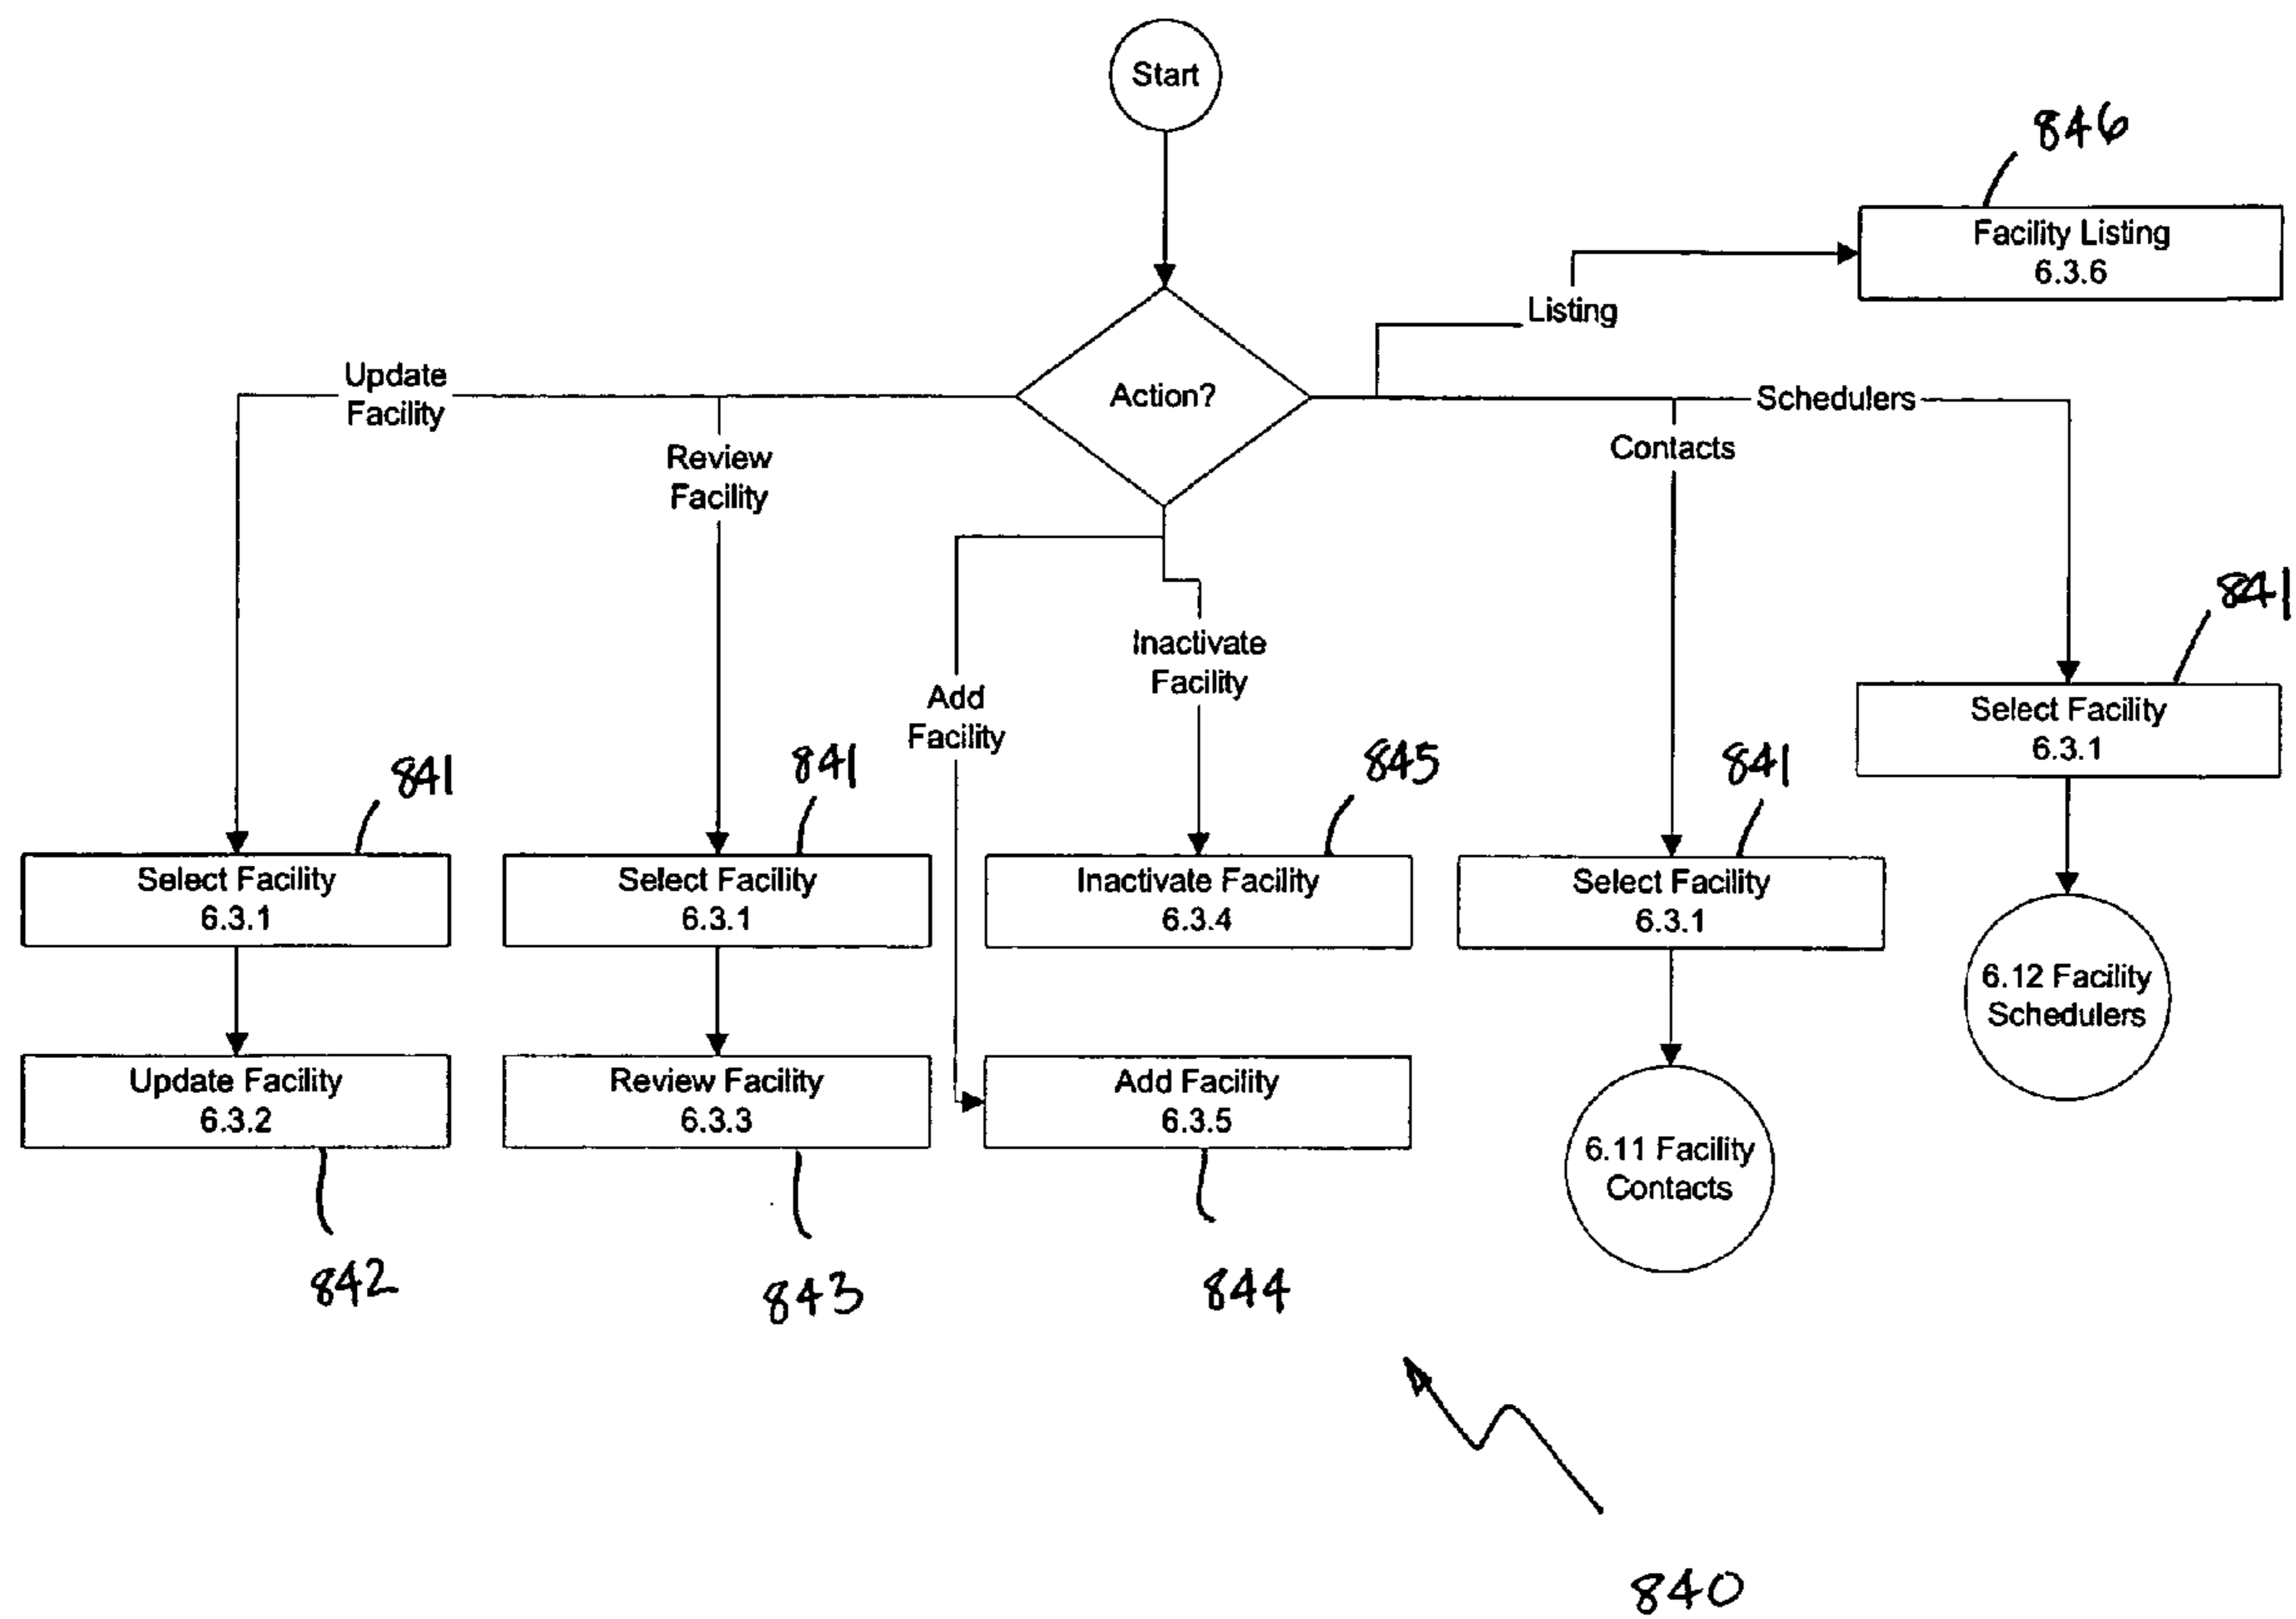 Start
846
Facility Listing
6.3.6
Listing
Update
Facility
Action?
Schedulers
Review
Facility
Contacts
841
Inactivate
Facility
Add
Facility
Select Facility
6.3.1
841
841
845
841
Select Facility
6.3.1
Select Facility
6.3.1
Inactivate Facility
6.3.4
Select Facility
6.3.1
6.12 Facility
Schedulers
Update Facility
6.3.2
Review Facility
6.3.3
Add Facility
6.3.5
6.11 Facility
Contacts
842
843
844
840